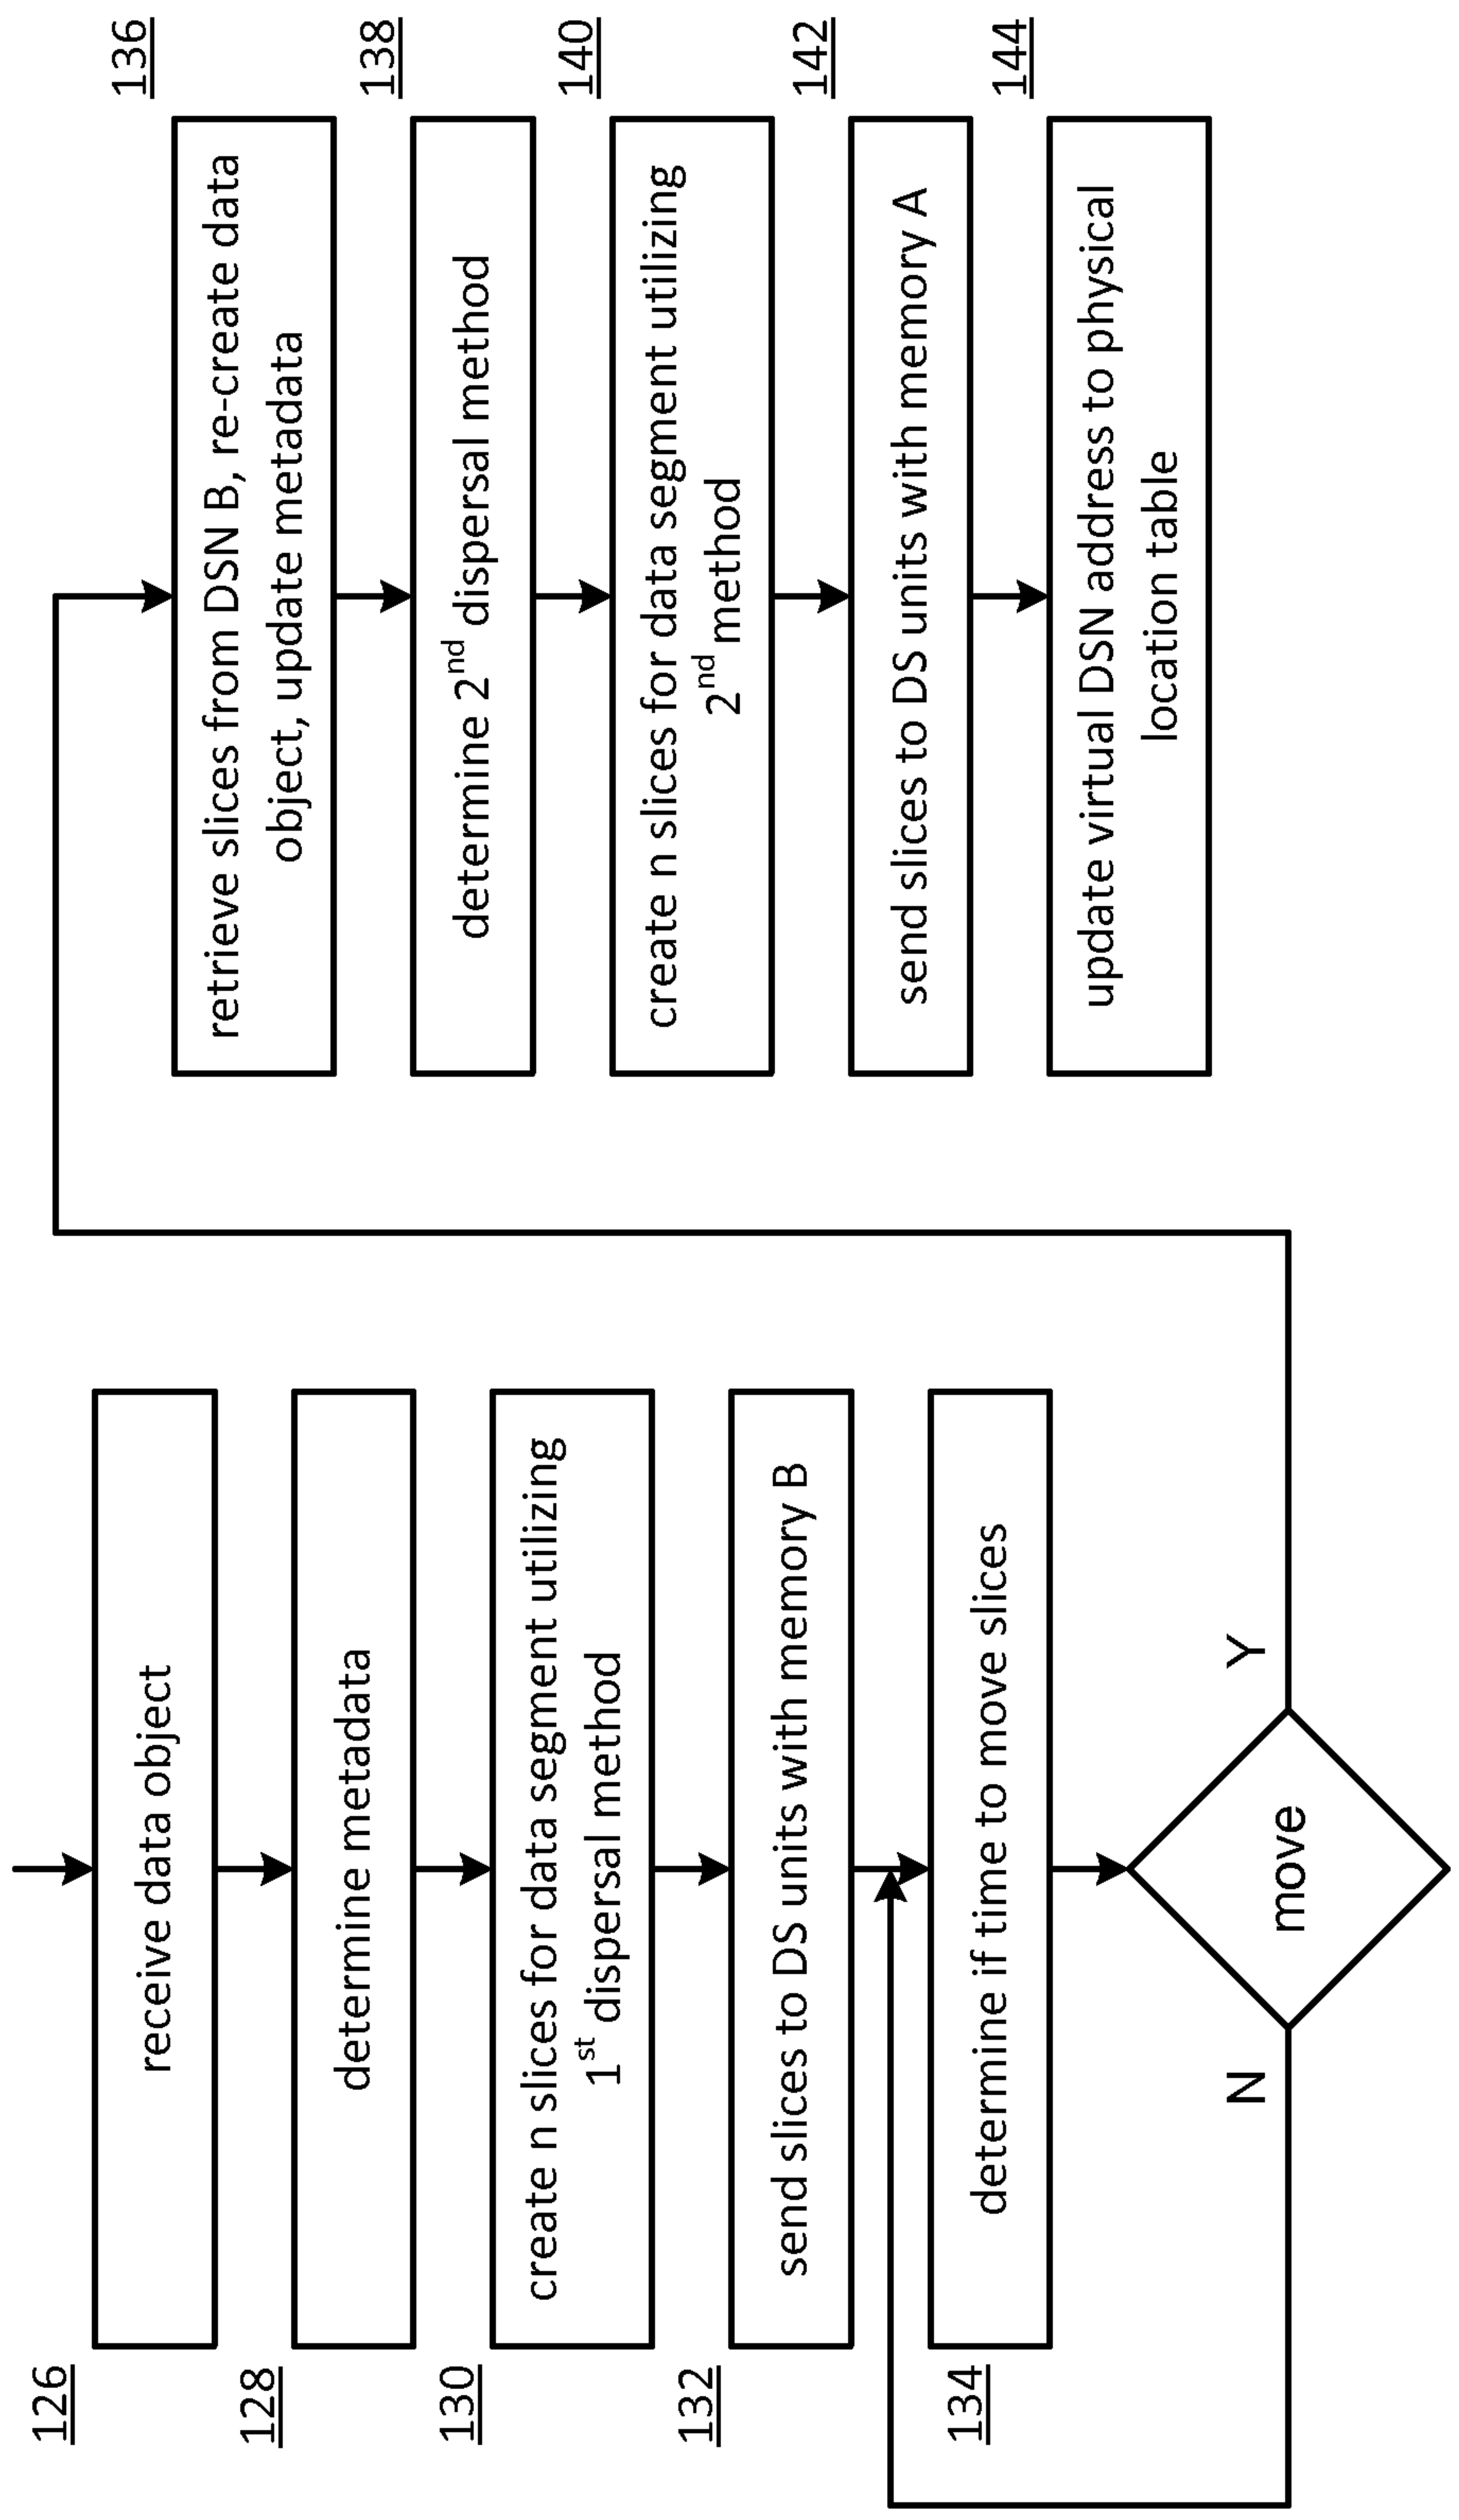 126
receive data object
128
determine metadata
130
create n slices for data segment utilizing
1st dispersal method
132
send slices to DS units with memory B
134
determine if time to move slices
move
N
Y
136
retrieve slices from DSN B, re-create data
object, update metadata
138
determine 2nd dispersal method
140
create n slices for data segment utilizing
2nd method
142
send slices to DS units with memory A
144
update virtual DSN address to physical
location table